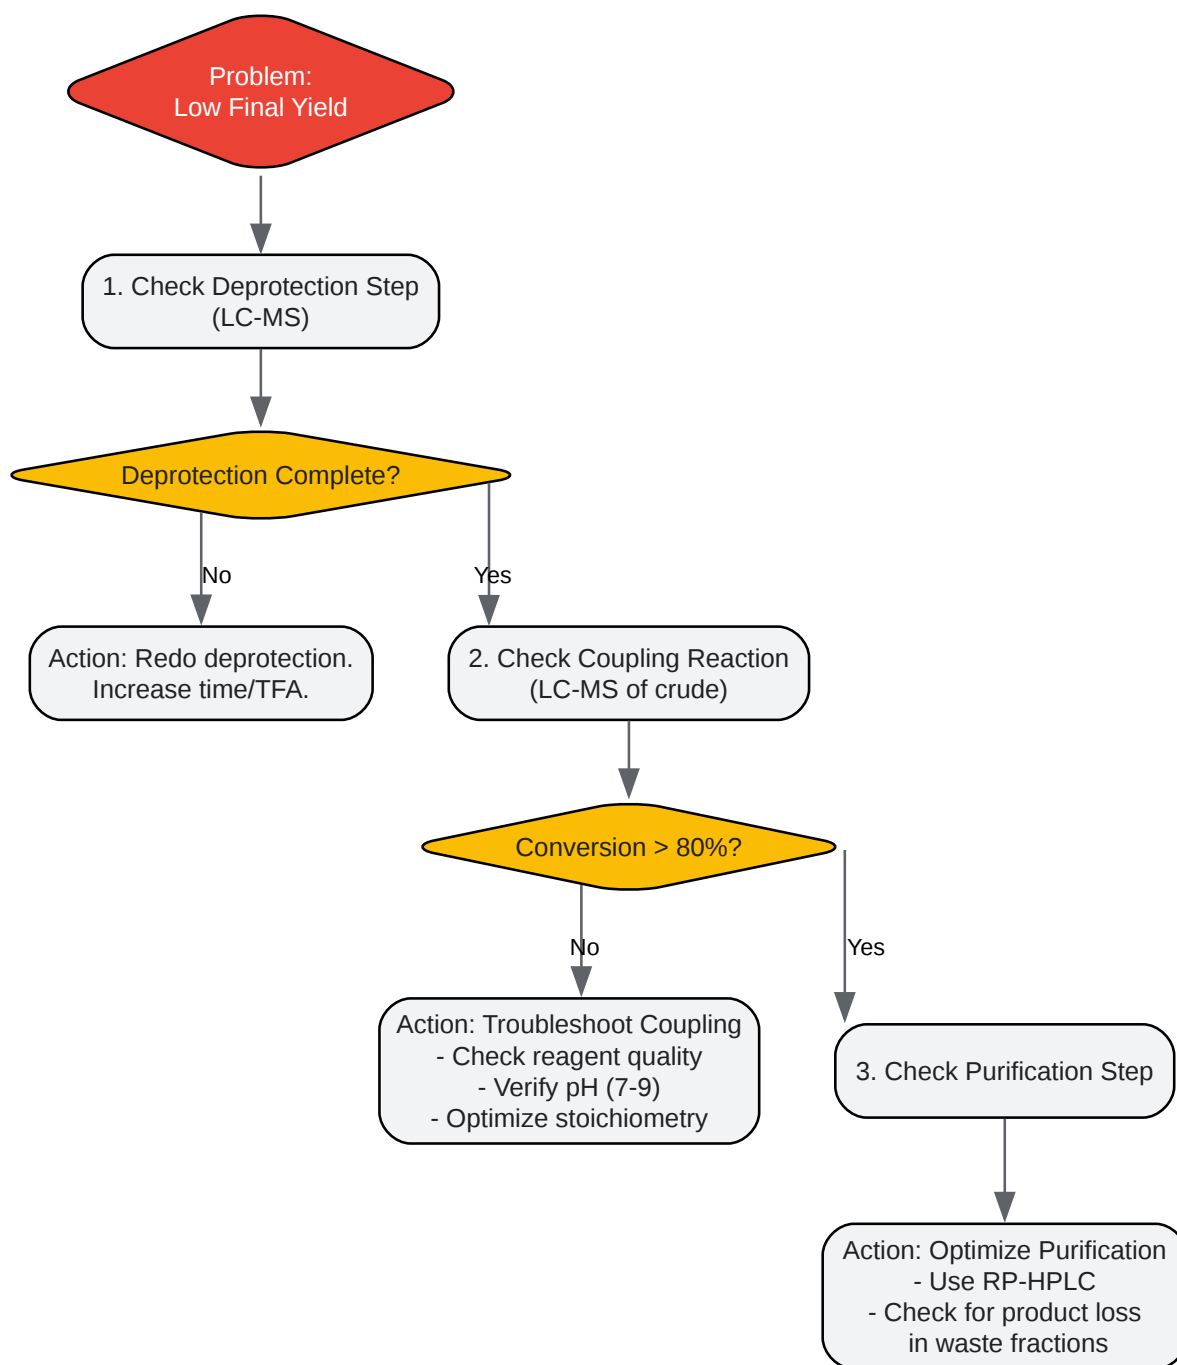 Problem:
Low Final Yield
1. Check Deprotection Step
(LC-MS)
Deprotection Complete?
No
Yes
Action: Redo deprotection.
Increase time/TFA.
2. Check Coupling Reaction
(LC-MS of crude)
Conversion > 80%?
No
Yes
Action: Troubleshoot Coupling
- Check reagent quality
- Verify pH (7-9)
- Optimize stoichiometry
3. Check Purification Step
Action: Optimize Purification
- Use RP-HPLC
- Check for product loss
in waste fractions